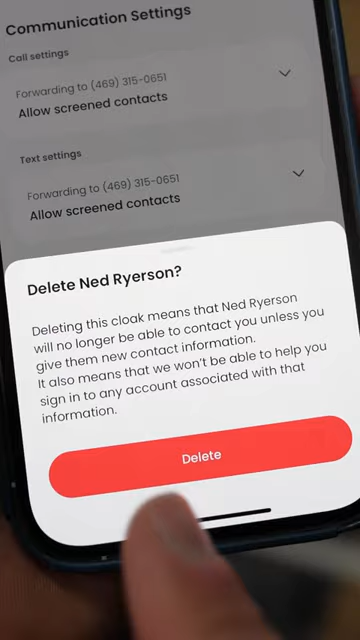 Communication Settings
Call settings
Forwarding to (469) 315-0651
Allow screened contacts
Text settings
Forwarding to (469) 315-0651
Allow screened contacts
Delete Ned Ryerson?
Deleting this cloak means that Ned Ryerson
will no longer be able to contact you unless you
give them new contact information.
It also means that we won't be able to help you
sign in to any account associated with that
information.
Delete